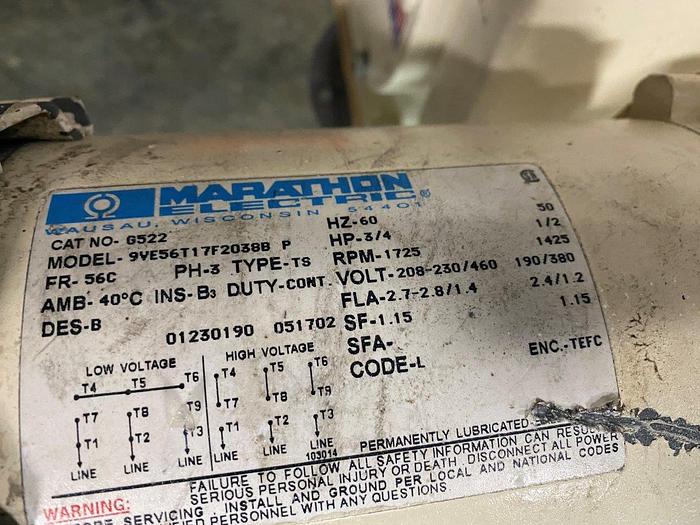 MARATHON
ELECTRIC®
WAUSAU, WISCONSIN 54401
CAT NO- G522
MODEL- 9VE56T17F2038B P
FR- 56C PH-3 TYPE-TS
AMB- 40°C INS-B3 DUTY-CONT.
DES-B
01230190 051702
HZ-60 50
HP-3/4 1/2
RPM-1725 1425
VOLT-208-230/460 190/380
FLA-2.7-2.8/1.4 2.4/1.2
SF-1.15 1.15
SFA-
CODE-L ENC.-TEFC
LOW VOLTAGE HIGH VOLTAGE
T4 T5 T6 T4 T5 T6
T7 T8 T9 T7 T8 T9
T1 T2 T3 T1 T2 T3
LINE LINE LINE LINE LINE LINE
103014
PERMANENTLY LUBRICATED
FAILURE TO FOLLOW ALL SAFETY INFORMATION CAN RESULT
SERIOUS PERSONAL INJURY OR DEATH. DISCONNECT ALL POWER
WARNING: SERVICING. INSTALL AND GROUND PER LOCAL AND NATIONAL CODES
PERSONNEL WITH ANY QUESTIONS.